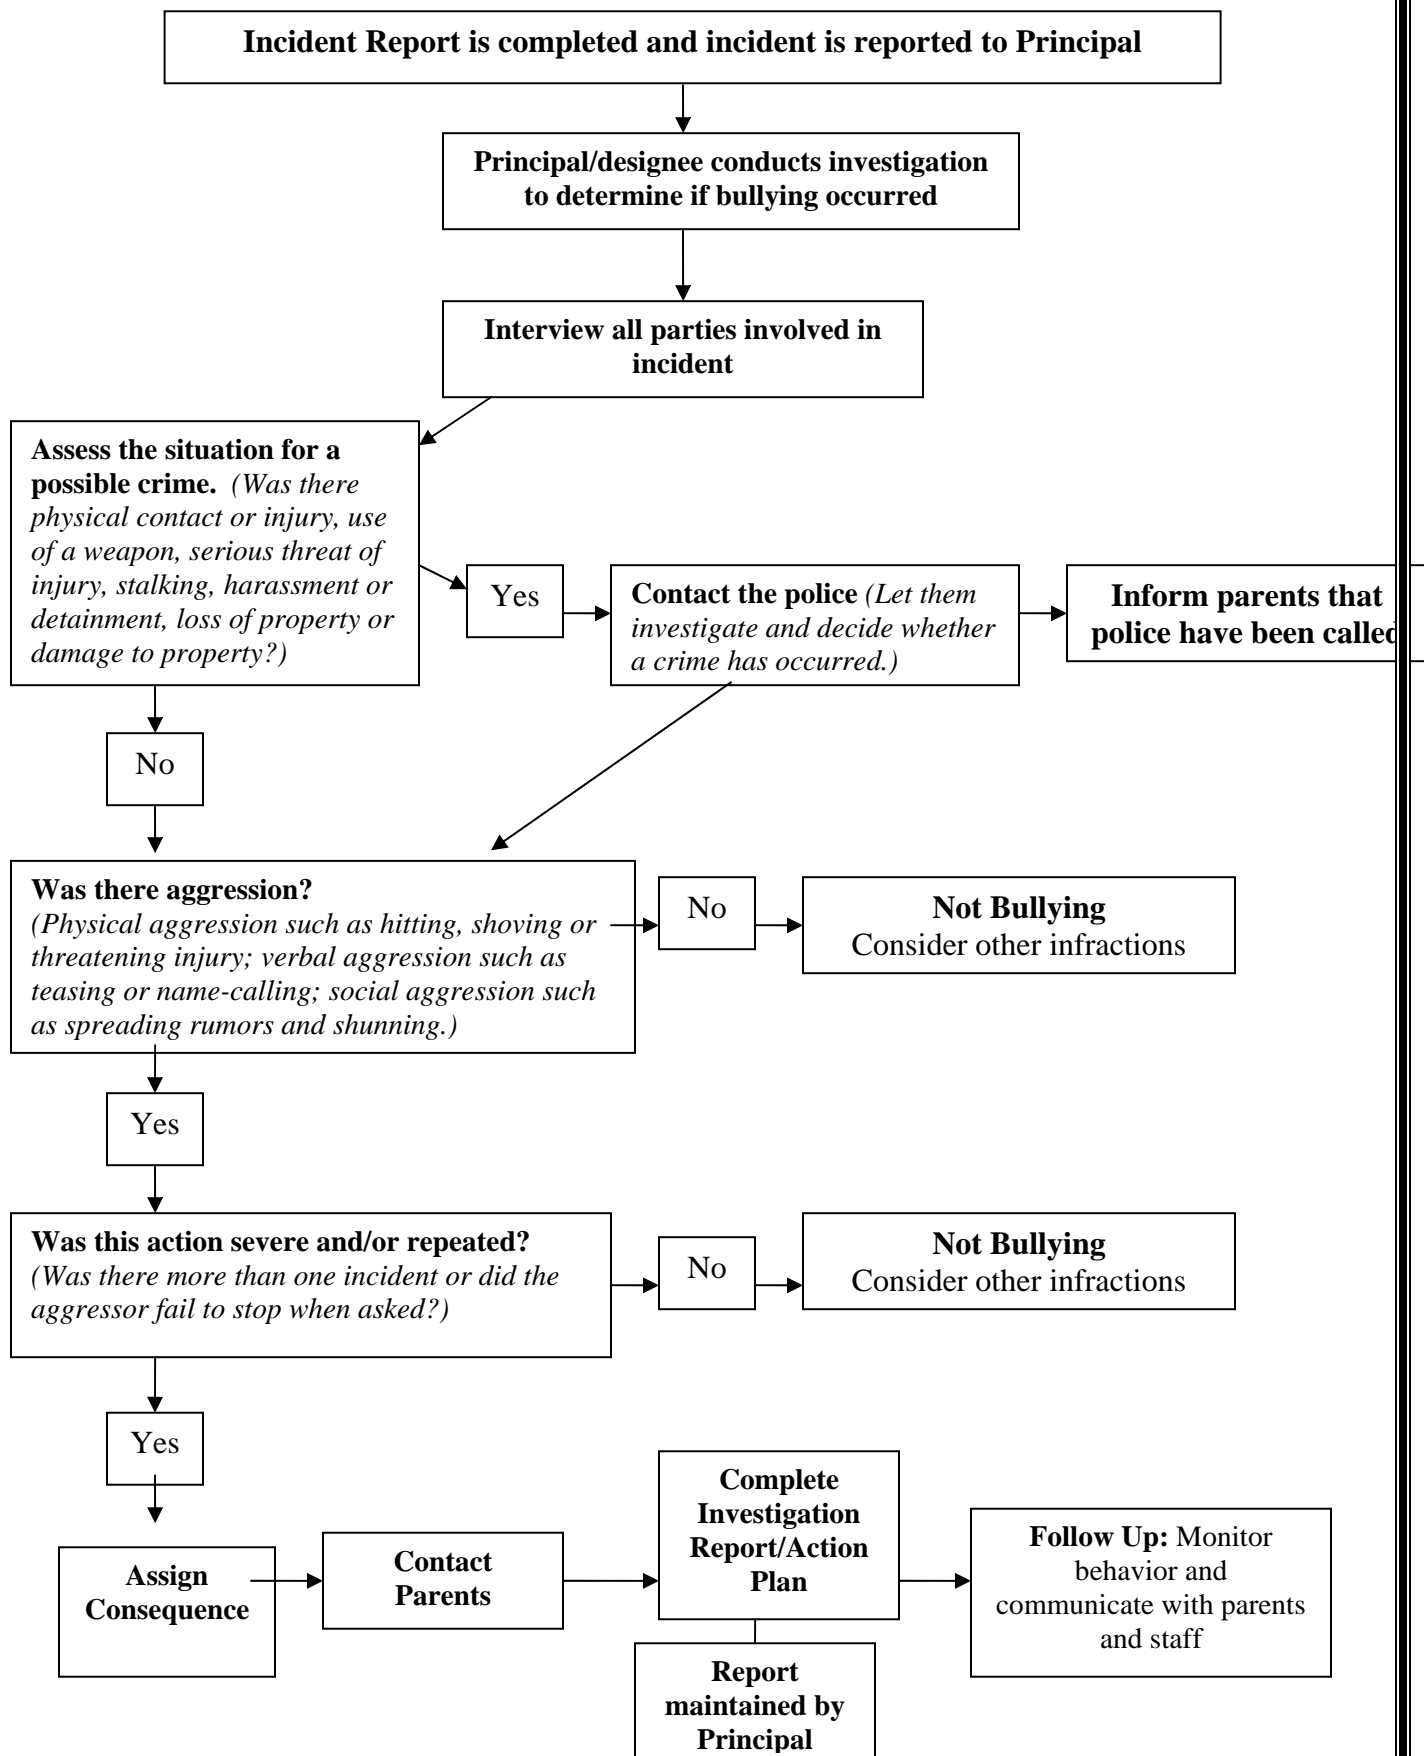 Incident Report is completed and incident is reported to Principal
Principal/designee conducts investigation
to determine if bullying occurred
Interview all parties involved in
incident
Assess the situation for a
possible crime. (Was there
physical contact or injury, use
of a weapon, serious threat of
injury, stalking, harassment or
detainment, loss of property or
damage to property?)
Yes
Contact the police (Let them
investigate and decide whether
a crime has occurred.)
Inform parents that
police have been called
No
Was there aggression?
(Physical aggression such as hitting, shoving or
threatening injury; verbal aggression such as
teasing or name-calling; social aggression such
as spreading rumors and shunning.)
No
Not Bullying
Consider other infractions
Yes
Was this action severe and/or repeated?
(Was there more than one incident or did the
aggressor fail to stop when asked?)
No
Not Bullying
Consider other infractions
Yes
Assign
Consequence
Contact
Parents
Complete
Investigation
Report/Action
Plan
Report
maintained by
Principal
Follow Up: Monitor
behavior and
communicate with parents
and staff